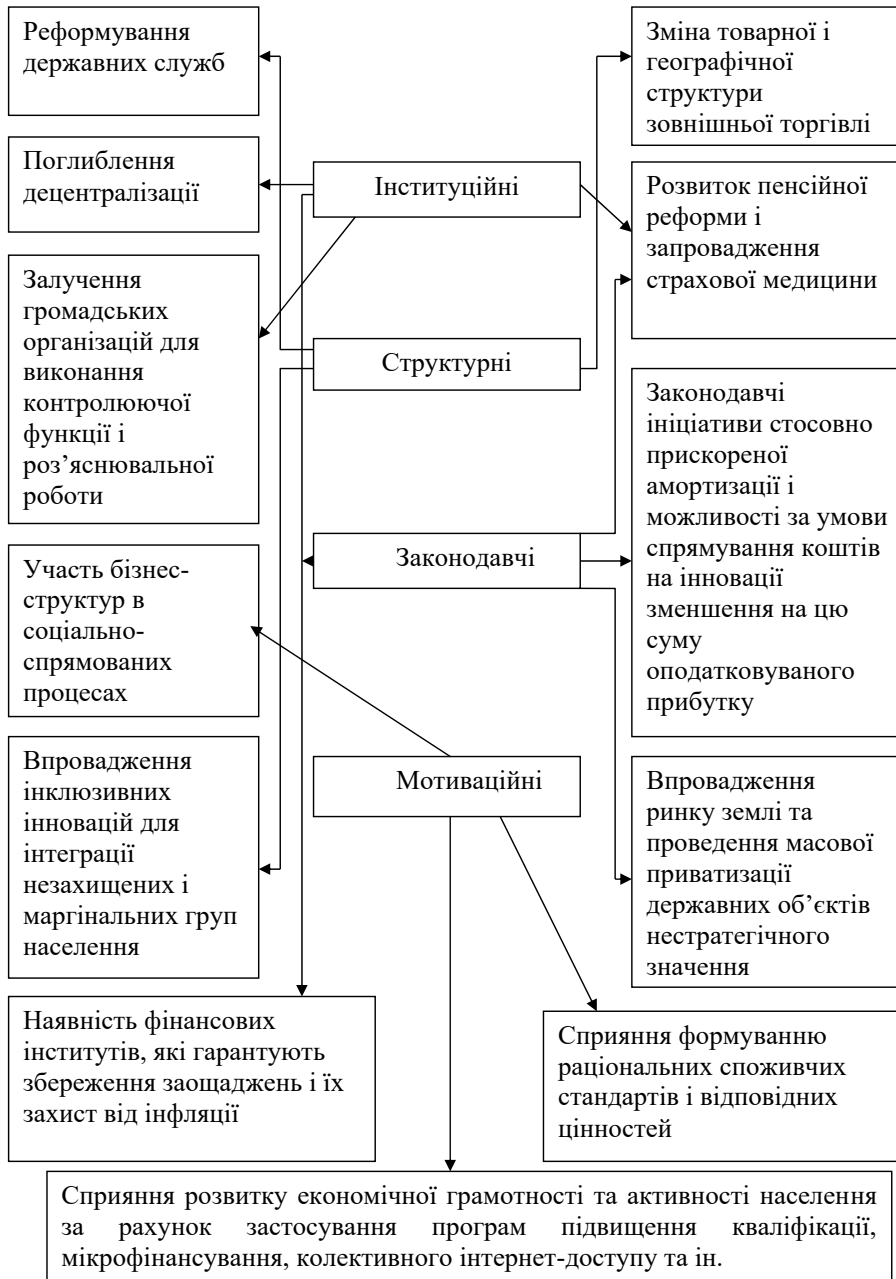 Реформування
державних служб
Поглиблення
децентралізації
Залучення
громадських
організацій для
виконання
контролюючої
функції і
роз’яснювальної
роботи
Участь бізнес-
структур в
соціально-
спрямованих
процесах
Впровадження
інклюзивних
інновацій для
інтеграції
незахищених і
маргінальних груп
населення
Інституційні
Структурні
Законодавчі
Мотиваційні
Зміна товарної і
географічної
структури
зовнішньої торгівлі
Розвиток пенсійної
реформи і
запровадження
страхової медицини
Законодавчі
ініціативи стосовно
прискореної
амортизації і
можливості за умови
спрямування коштів
на інновації
зменшення на цю
суму
оподатковуваного
прибутку
Впровадження
ринку землі та
проведення масової
приватизації
державних об’єктів
нестратегічного
значення
Наявність фінансових
інститутів, які гарантують
збереження заощаджень і їх
захист від інфляції
Сприяння формуванню
раціональних споживчих
стандартів і відповідних
цінностей
Сприяння розвитку економічної грамотності та активності населення
за рахунок застосування програм підвищення кваліфікації,
мікрофінансування, колективного інтернет-доступу та ін.